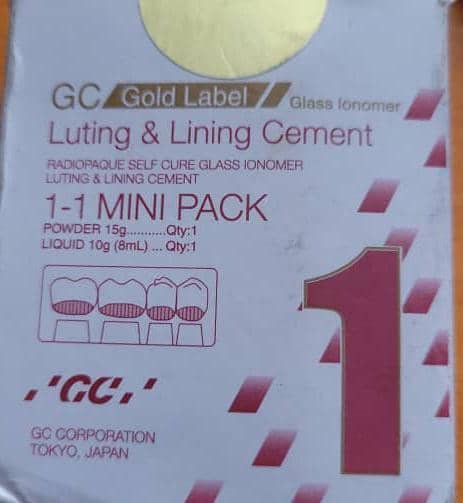 GC Gold Label Glass Ionomer
Luting & Lining Cement
RADIOPAQUE SELF CURE GLASS IONOMER
LUTING & LINING CEMENT
1-1 MINI PACK
POWDER 15g...........Qty:1
LIQUID 10g (8mL) ... Qty:1
1
GC
GC CORPORATION
TOKYO, JAPAN